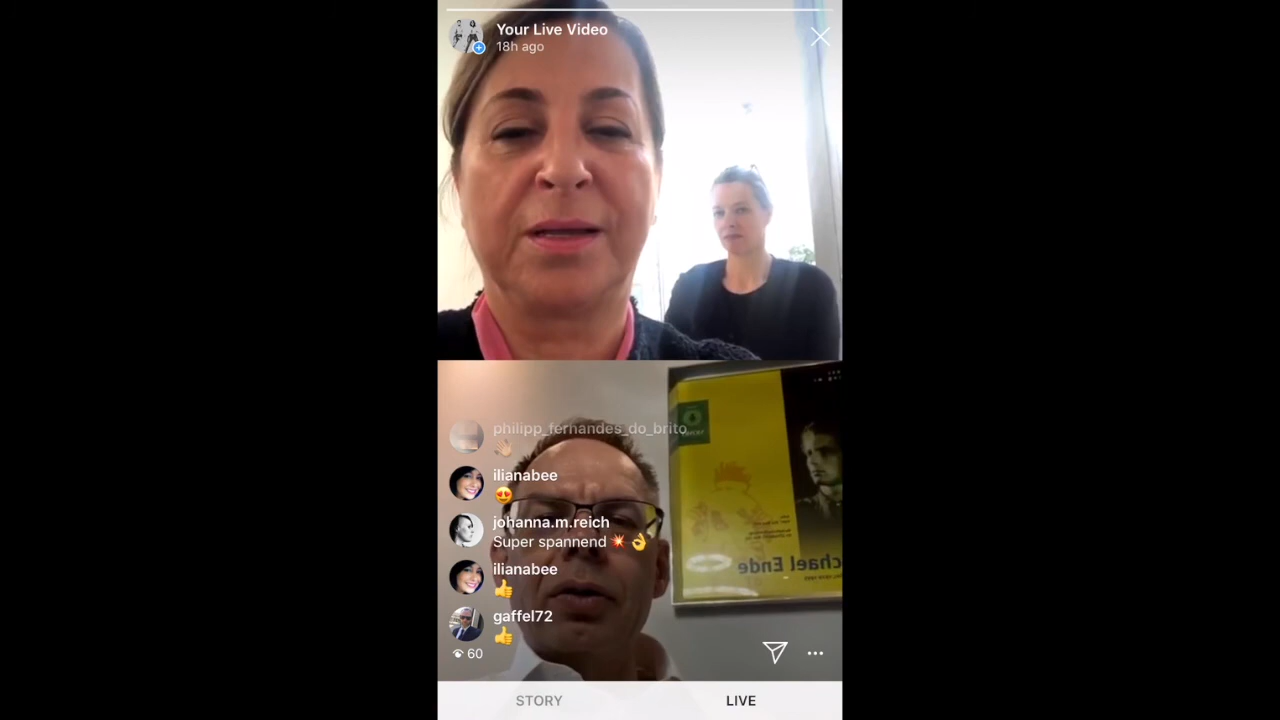 Your Live Video
18h ago
philipp_fernandes_do_brito
ilianabee
johanna.m.reich
Super spannend 💥 👌
ilianabee
gaffel72
60
chael Ende
STORY
LIVE